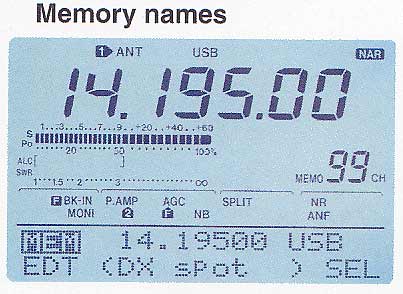 Memory names
1 ANT USB NAR
14.195.00
S 1...3...5...7...9..+20..+40..+60
Po 20 50 100%
ALC
SWR 1 1.5 2 3 ∞
MEMO 99 CH
F BK-IN P.AMP AGC SPLIT NR
MONI 2 F NB ANF
MEM 14.19500 USB
EDT (DX spot ) SEL